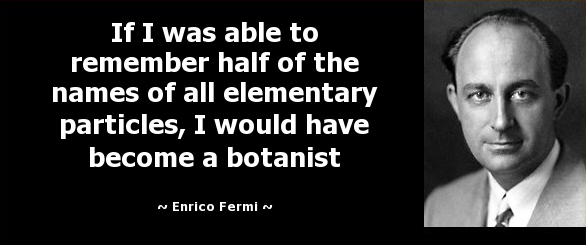 If I was able to
remember half of the
names of all elementary
particles, I would have
become a botanist
~ Enrico Fermi ~